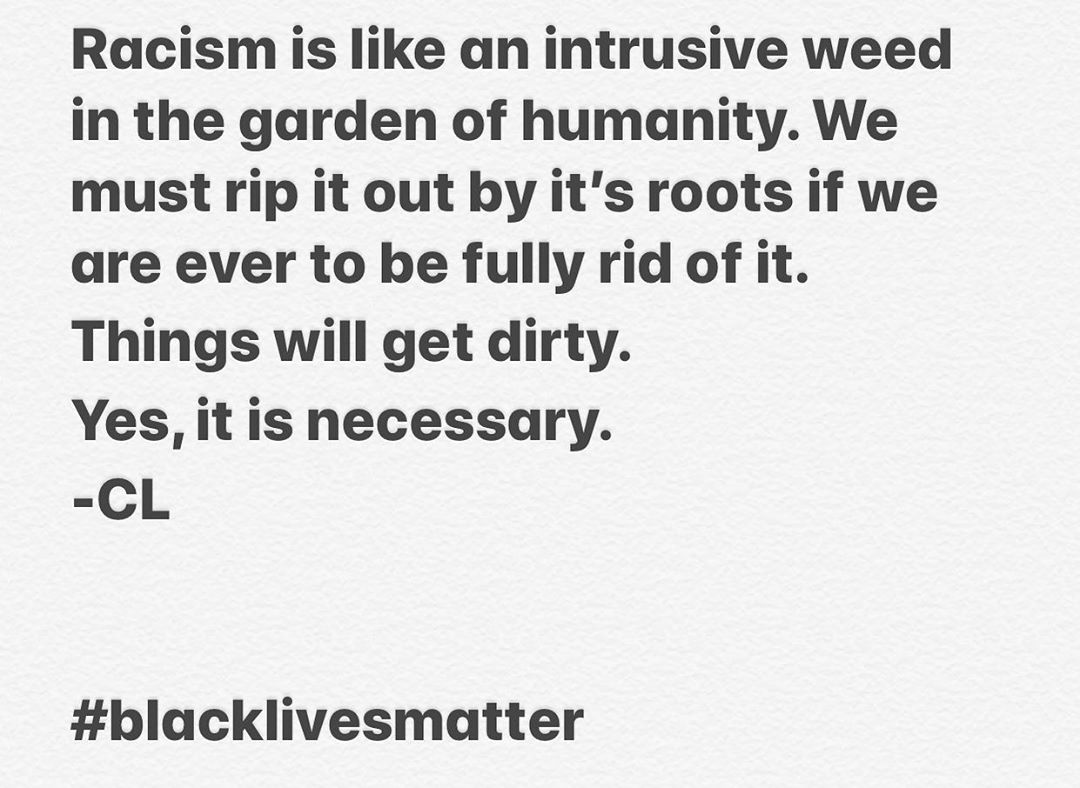 Racism is like an intrusive weed
in the garden of humanity. We
must rip it out by it’s roots if we
are ever to be fully rid of it.
Things will get dirty.
Yes, it is necessary.
-CL
#blacklivesmatter